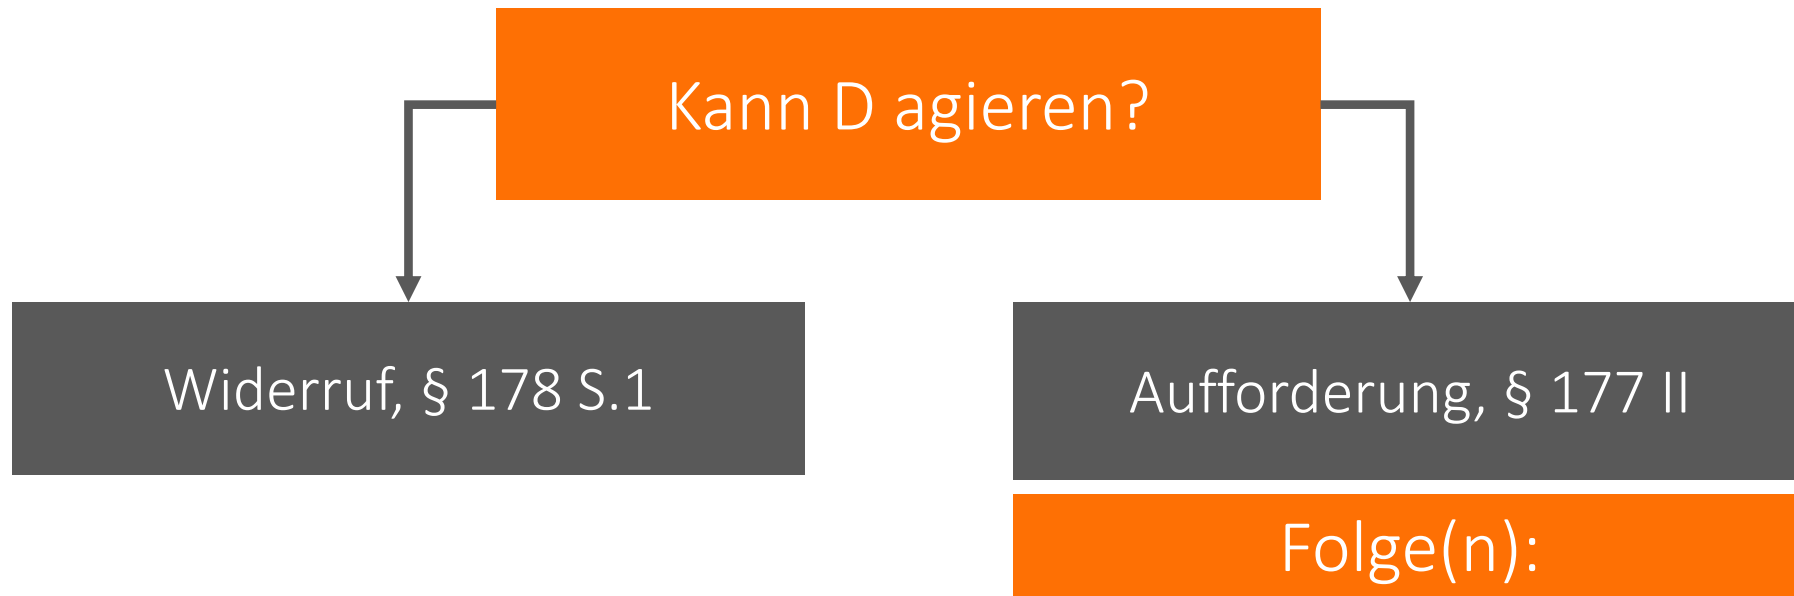 Kann D agieren?
Widerruf, § 178 S.1
Aufforderung, § 177 II
Folge(n):